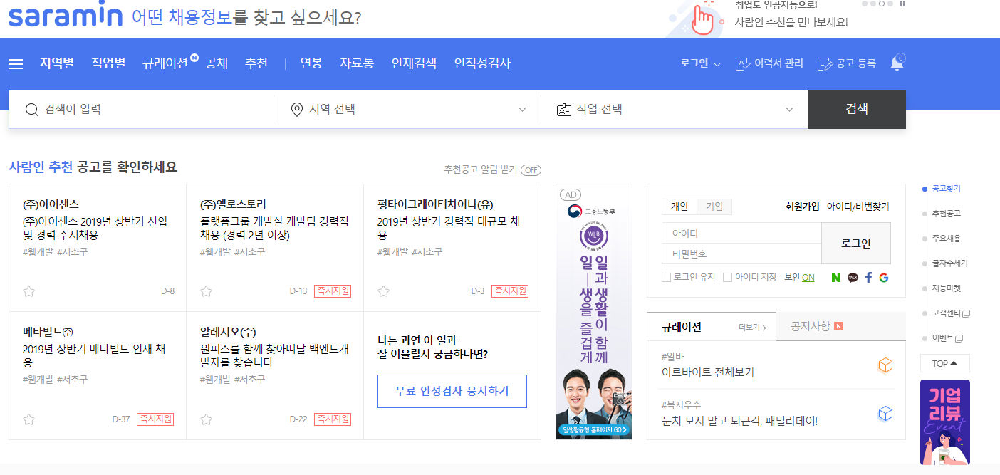 saramin 어떤 채용정보를 찾고 싶으세요?
취업도 인공지능으로!
사람인 추천을 만나보세요!
지역별 직업별 큐레이션 N 공채 추천 연봉 자료통 인재검색 인적성검사
로그인 이력서 관리 공고 등록 0
검색어 입력 지역 선택 직업 선택 검색
사람인 추천 공고를 확인하세요
추천공고 알림 받기 OFF
(주)아이센스
(주)아이센스 2019년 상반기 신입
및 경력 수시채용
#웹개발 #서초구
D-8
(주)옐로스토리
플랫폼그룹 개발실 개발팀 경력직
채용 (경력 2년 이상)
#웹개발 #서초구
D-13 즉시지원
펑타이그레이터차이나(유)
2019년 상반기 경력직 대규모 채
용
#웹개발 #서초구
D-3 즉시지원
메타빌드㈜
2019년 상반기 메타빌드 인재 채
용
#웹개발 #서초구
D-37 즉시지원
알레시오(주)
원피스를 함께 찾아떠날 백엔드개
발자를 찾습니다
#웹개발 #서초구
D-22 즉시지원
나는 과연 이 일과
잘 어울릴지 궁금하다면?
무료 인성검사 응시하기
AD
고용노동부
WLB
일과 생활이 함께
일―생을 즐겁게
일생활균형 홈페이지 GO
개인 기업 회원가입 아이디/비번찾기
아이디
비밀번호
로그인
로그인 유지 아이디 저장 보안 ON N TALK f G
큐레이션 더보기 공지사항 N
#알바
아르바이트 전체보기
#복지우수
눈치 보지 말고 퇴근각, 패밀리데이!
공고찾기
추천공고
주요채용
글자수세기
재능마켓
고객센터
이벤트
TOP
기업
리뷰
Event